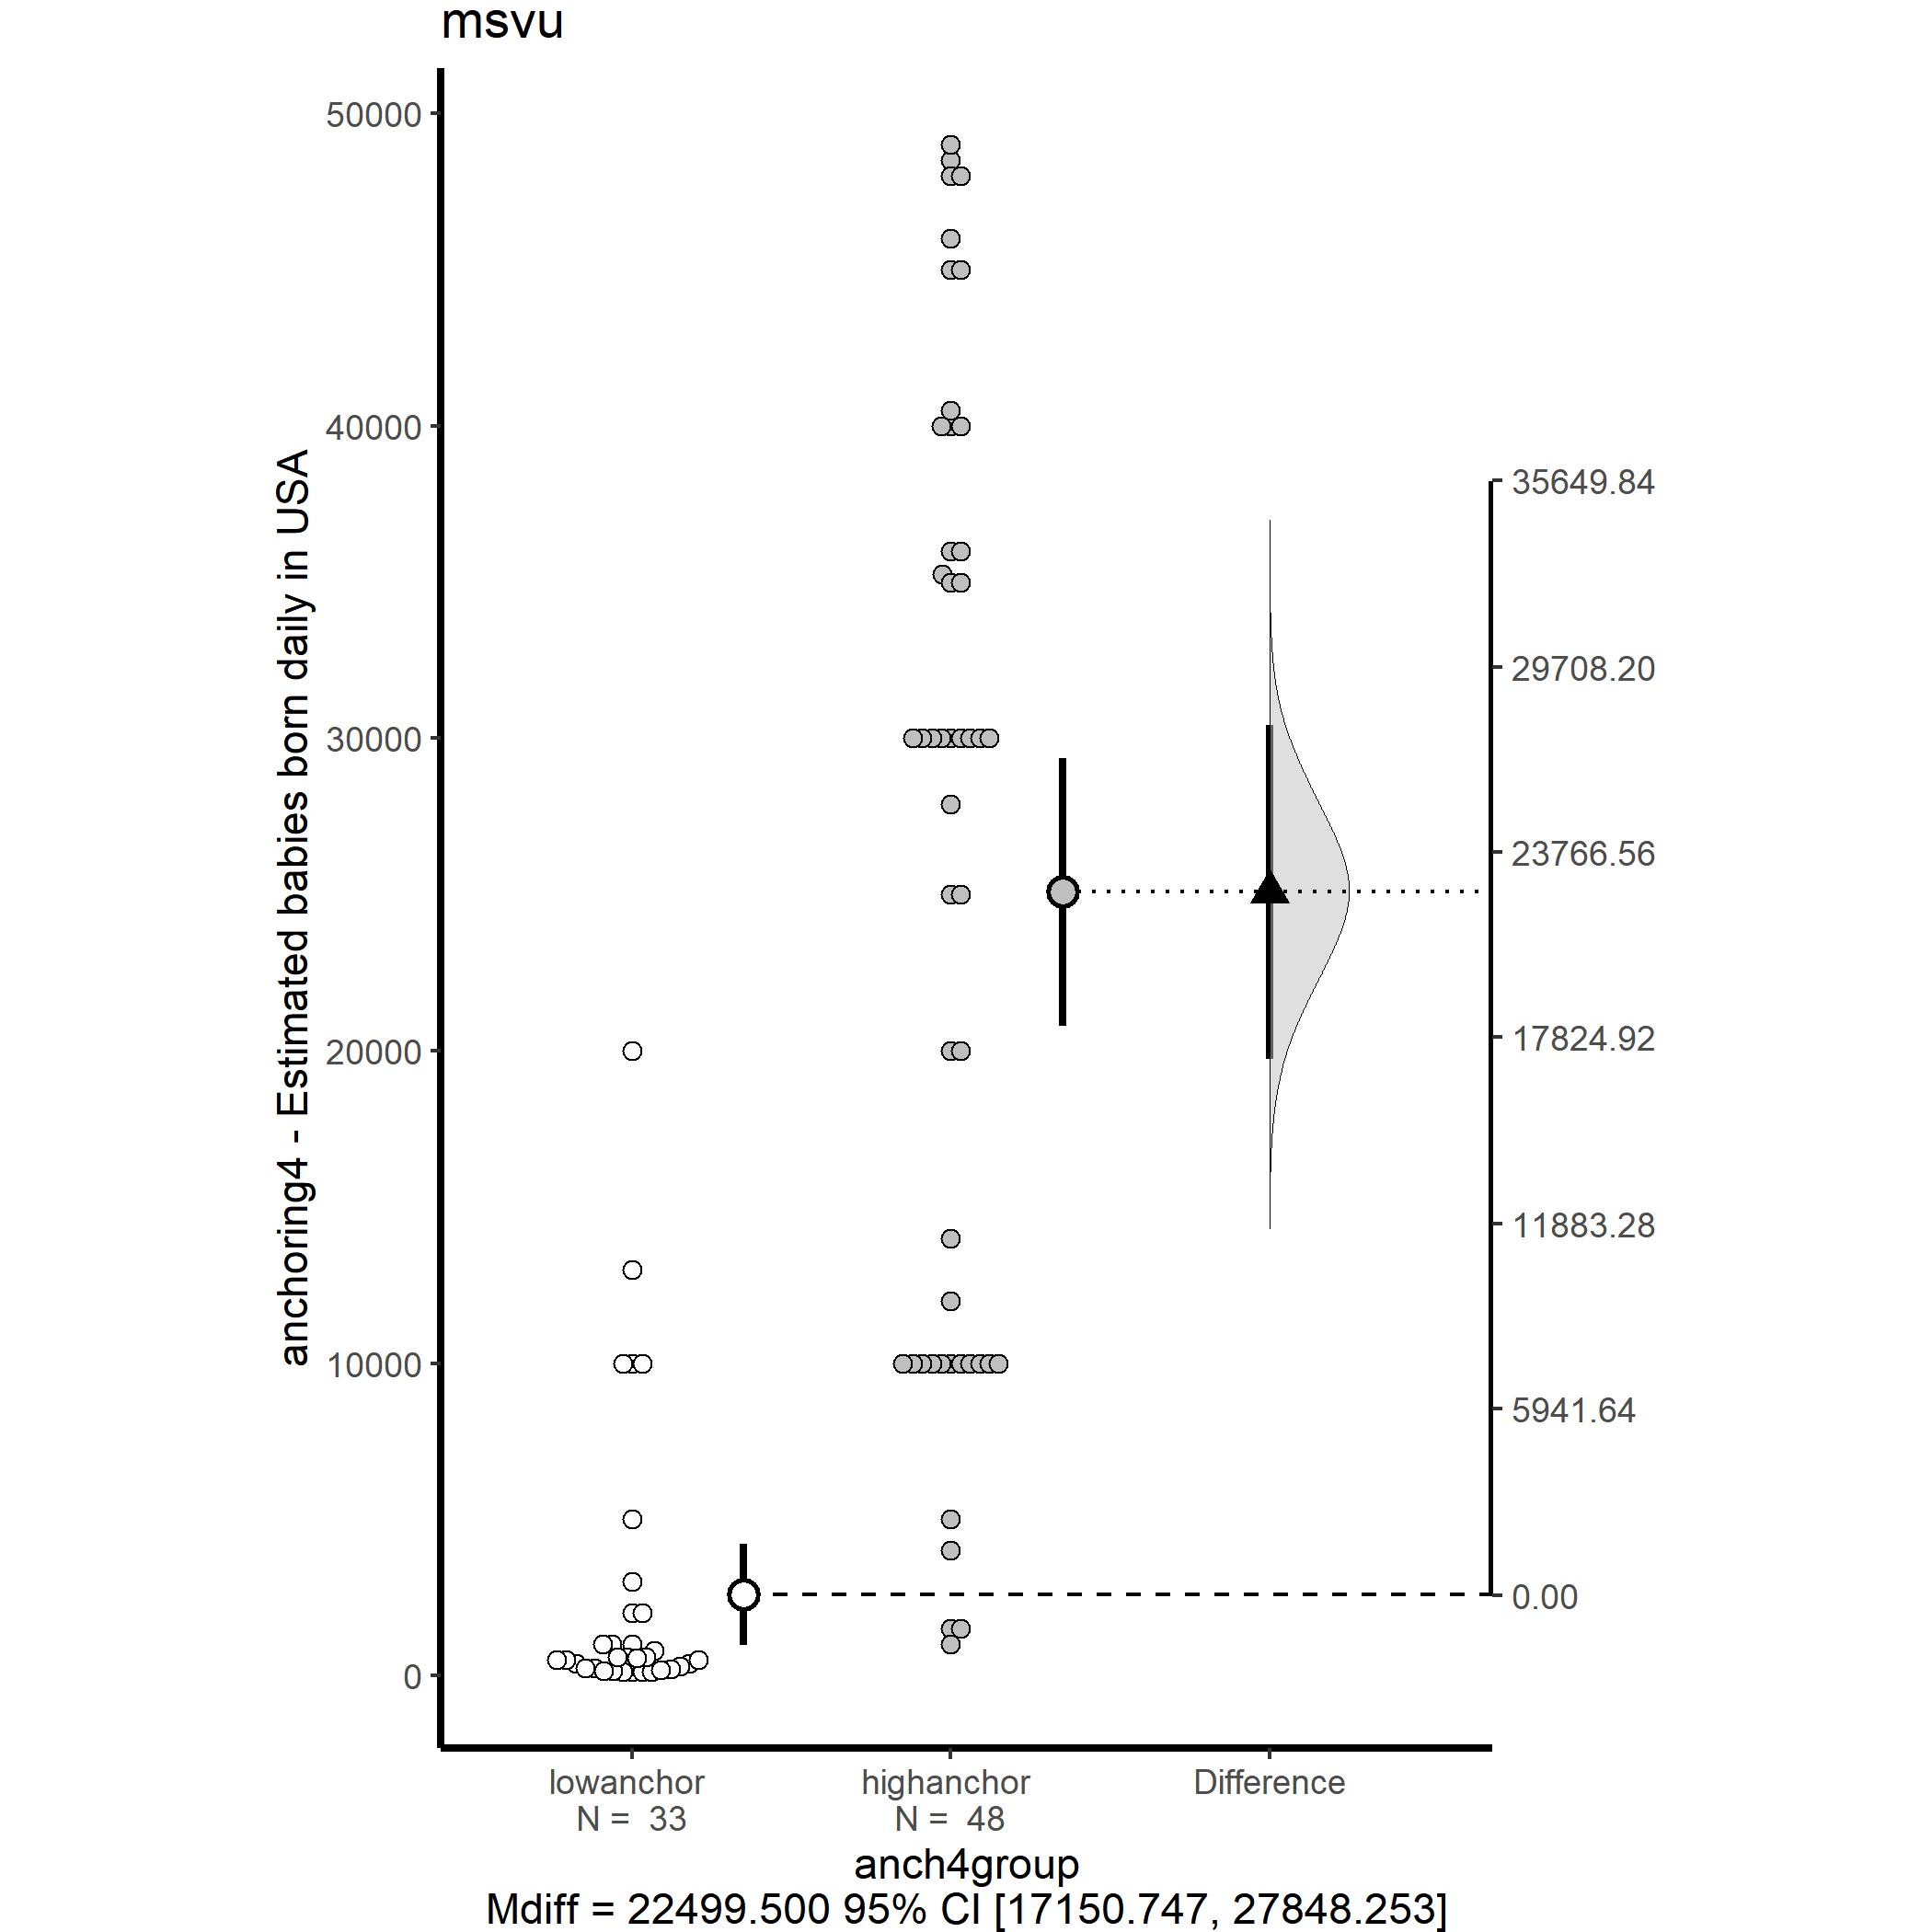 msvu
anchoring4 - Estimated babies born daily in USA
50000
40000
30000
20000
10000
0
35649.84
29708.20
23766.56
17824.92
11883.28
5941.64
0.00
lowanchor
N =  33
highanchor
N =  48
Difference
anch4group
Mdiff = 22499.500 95% CI [17150.747, 27848.253]